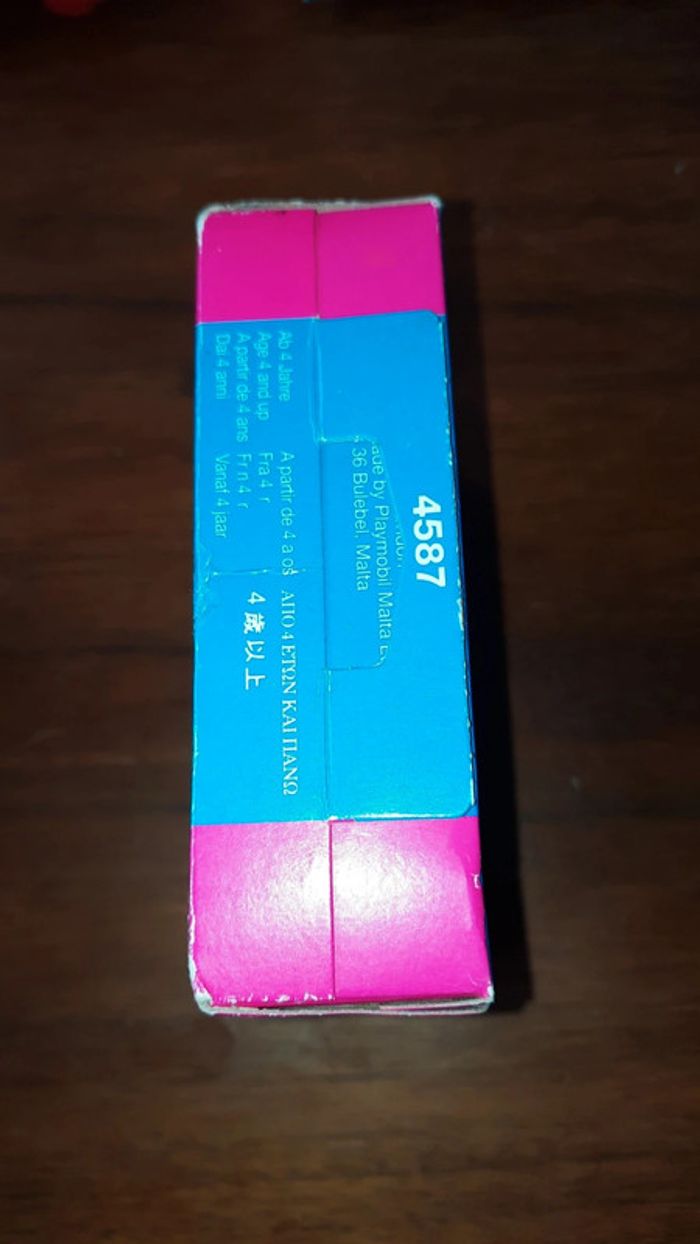 4587
by Playmobil Malta
36 Bulebel, Malta
Ab 4 Jahre
Age 4 and up
A partir de 4 ans
Dai 4 anni
A partir de 4 a os
Fra 4 r
Fr n 4 r
Vanaf 4 jaar
ΑΠΟ 4 ΕΤΩΝ ΚΑΙ ΠΑΝΩ
4 歳以上